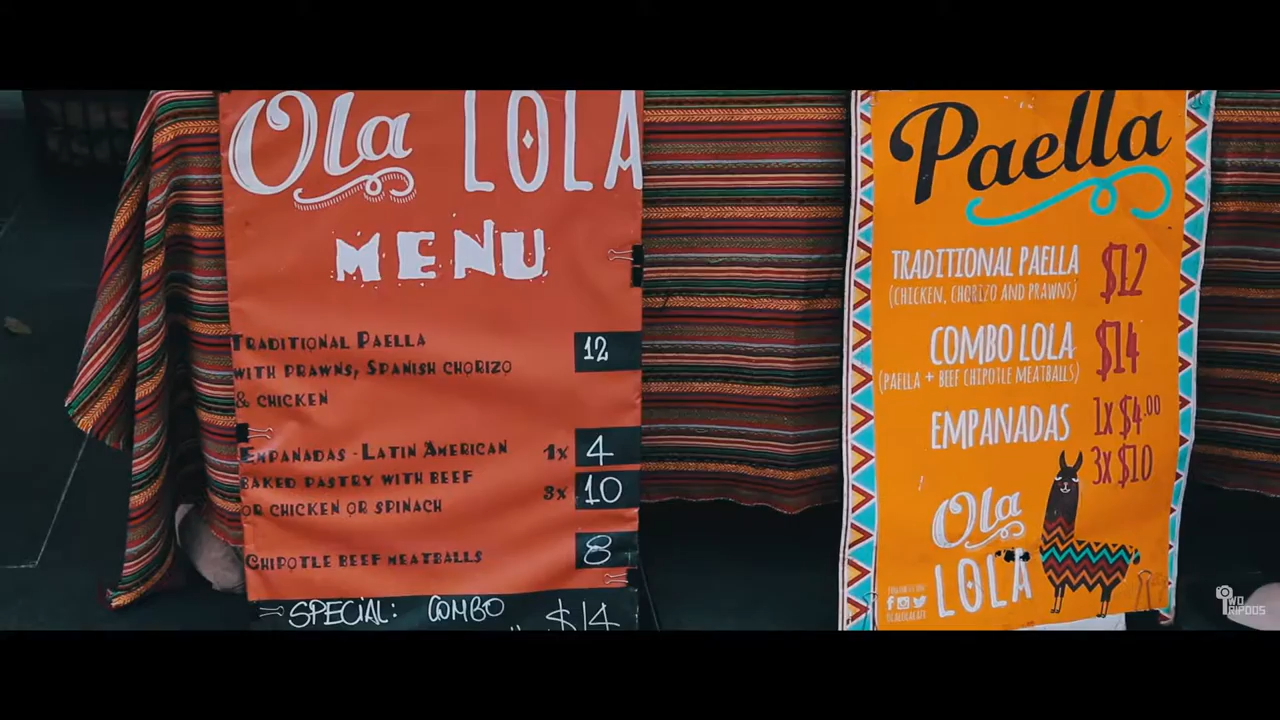 Ola LOLA
MENU
TRADITIONAL PAELLA
WITH PRAWNS, SPANISH CHORIZO
& CHICKEN
12
EMPANADAS - LATIN AMERICAN
BAKED PASTRY WITH BEEF
OR CHICKEN OR SPINACH
1x 4
3x 10
CHIPOTLE BEEF MEATBALLS
8
SPECIAL: COMBO
$14
Paella
TRADITIONAL PAELLA $12
(CHICKEN, CHORIZO AND PRAWNS)
COMBO LOLA $14
(PAELLA + BEEF CHIPOTLE MEATBALLS)
EMPANADAS 1x $4.00
3x $10
Ola
LOLA
TWO
TRIPODS